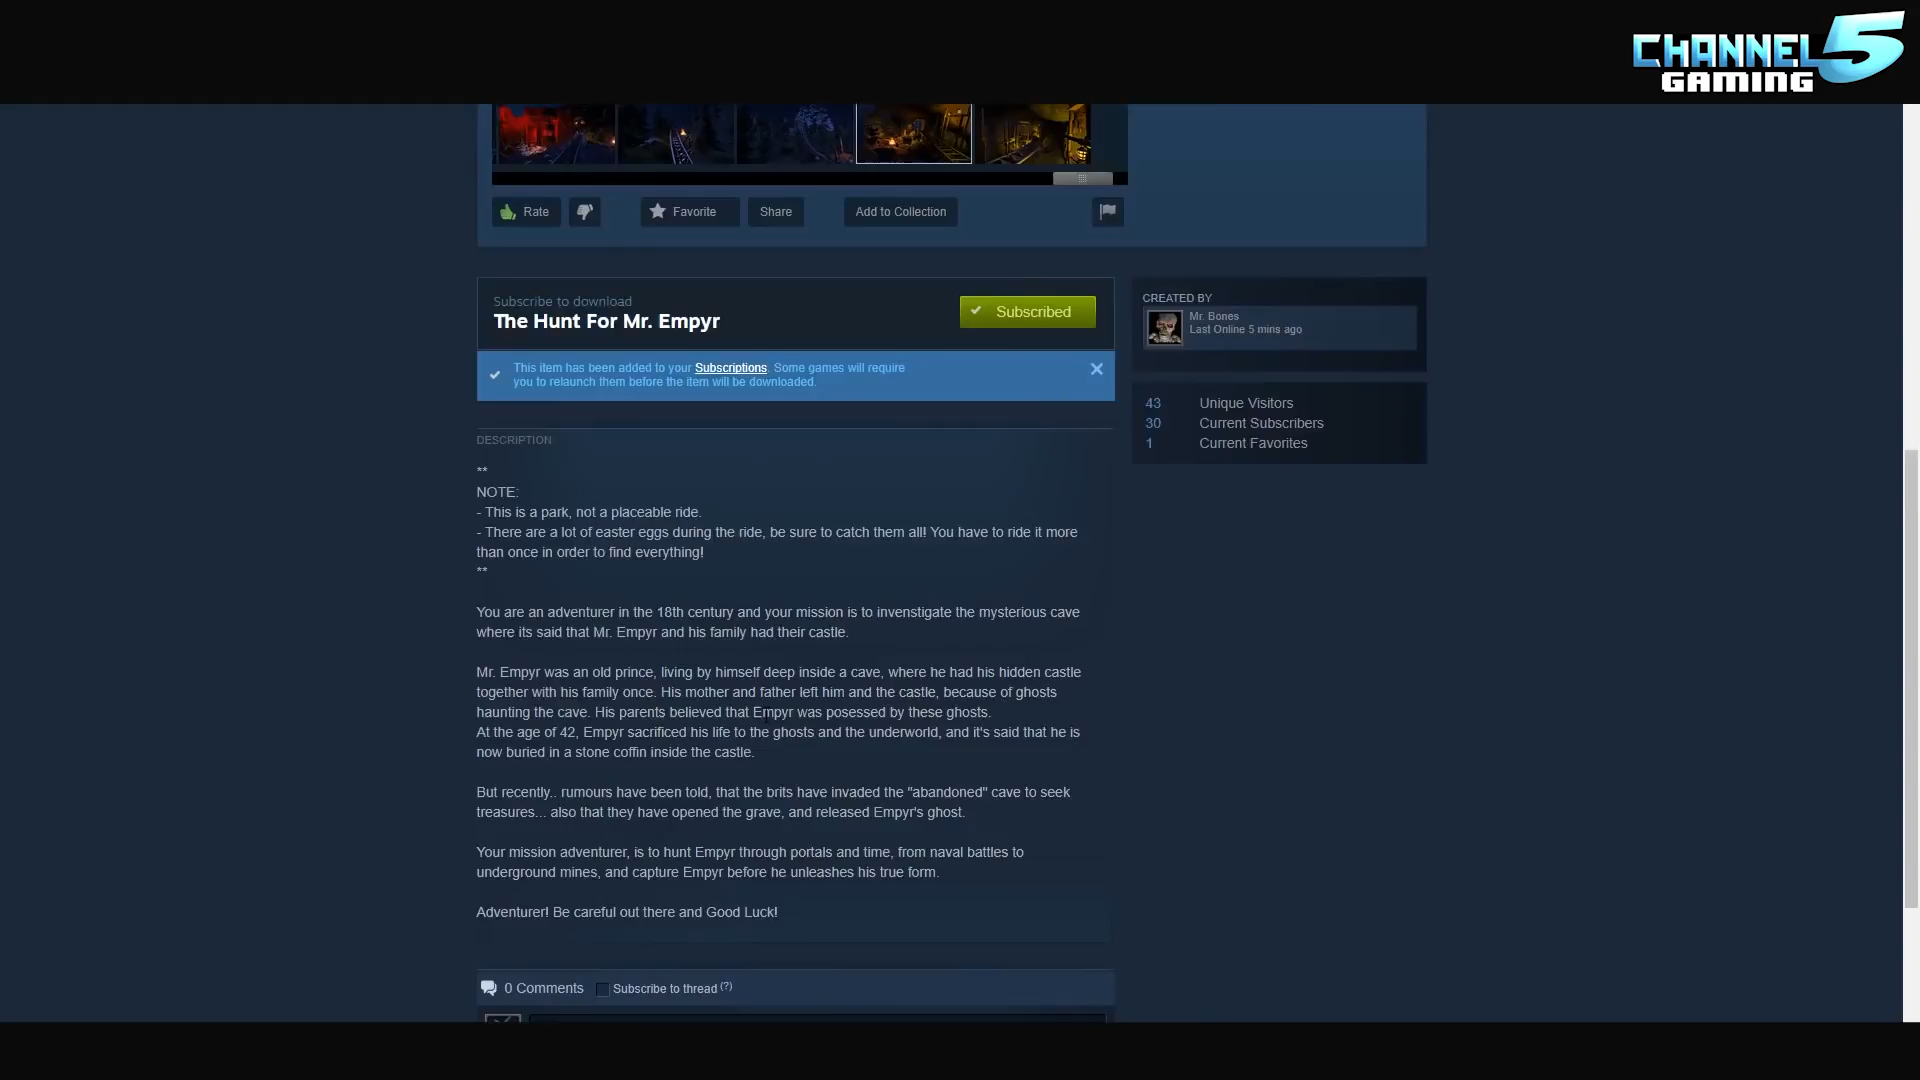 CHANNEL 5
GAMING
Rate
Favorite
Share
Add to Collection
Subscribe to download
The Hunt For Mr. Empyr
Subscribed
This item has been added to your Subscriptions. Some games will require
you to relaunch them before the item will be downloaded.
CREATED BY
Mr. Bones
Last Online 5 mins ago
43 Unique Visitors
30 Current Subscribers
1 Current Favorites
DESCRIPTION
**
NOTE:
- This is a park, not a placeable ride.
- There are a lot of easter eggs during the ride, be sure to catch them all! You have to ride it more
than once in order to find everything!
**
You are an adventurer in the 18th century and your mission is to invenstigate the mysterious cave
where its said that Mr. Empyr and his family had their castle.
Mr. Empyr was an old prince, living by himself deep inside a cave, where he had his hidden castle
together with his family once. His mother and father left him and the castle, because of ghosts
haunting the cave. His parents believed that Empyr was posessed by these ghosts.
At the age of 42, Empyr sacrificed his life to the ghosts and the underworld, and it's said that he is
now buried in a stone coffin inside the castle.
But recently.. rumours have been told, that the brits have invaded the "abandoned" cave to seek
treasures... also that they have opened the grave, and released Empyr's ghost.
Your mission adventurer, is to hunt Empyr through portals and time, from naval battles to
underground mines, and capture Empyr before he unleashes his true form.
Adventurer! Be careful out there and Good Luck!
0 Comments
Subscribe to thread (?)